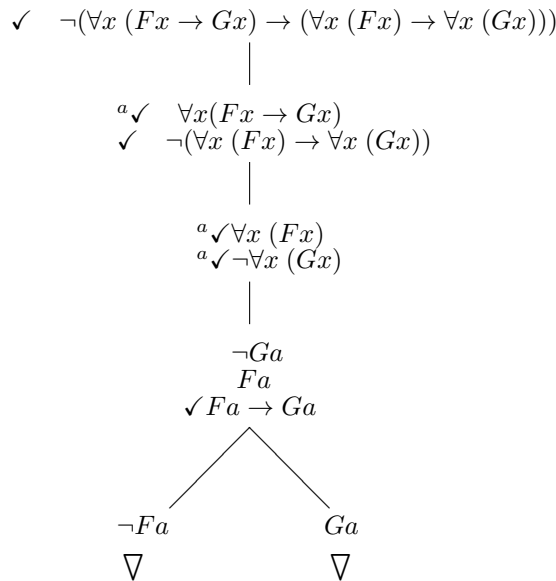 ✓ ¬(∀x (Fx → Gx) → (∀x (Fx) → ∀x (Gx)))
ᵃ✓ ∀x(Fx → Gx)
✓ ¬(∀x (Fx) → ∀x (Gx))
ᵃ✓∀x (Fx)
ᵃ✓¬∀x (Gx)
¬Ga
Fa
✓Fa → Ga
¬Fa Ga
▽ ▽